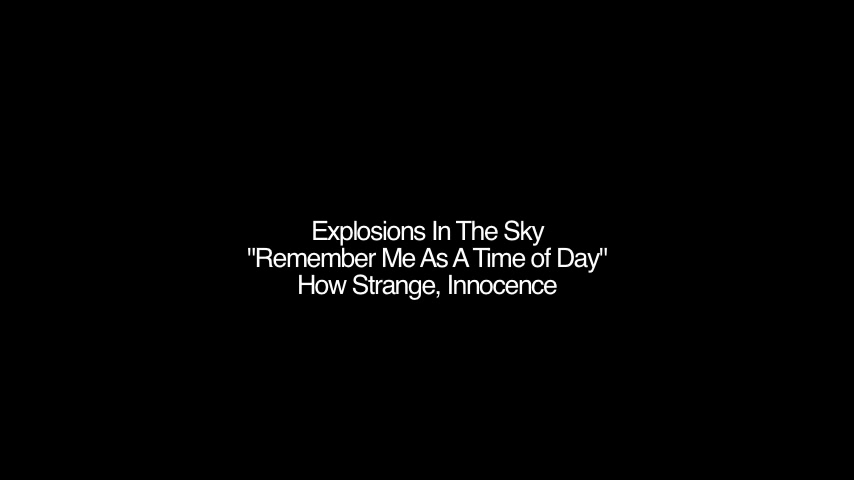 Explosions In The Sky
"Remember Me As A Time of Day"
How Strange, Innocence